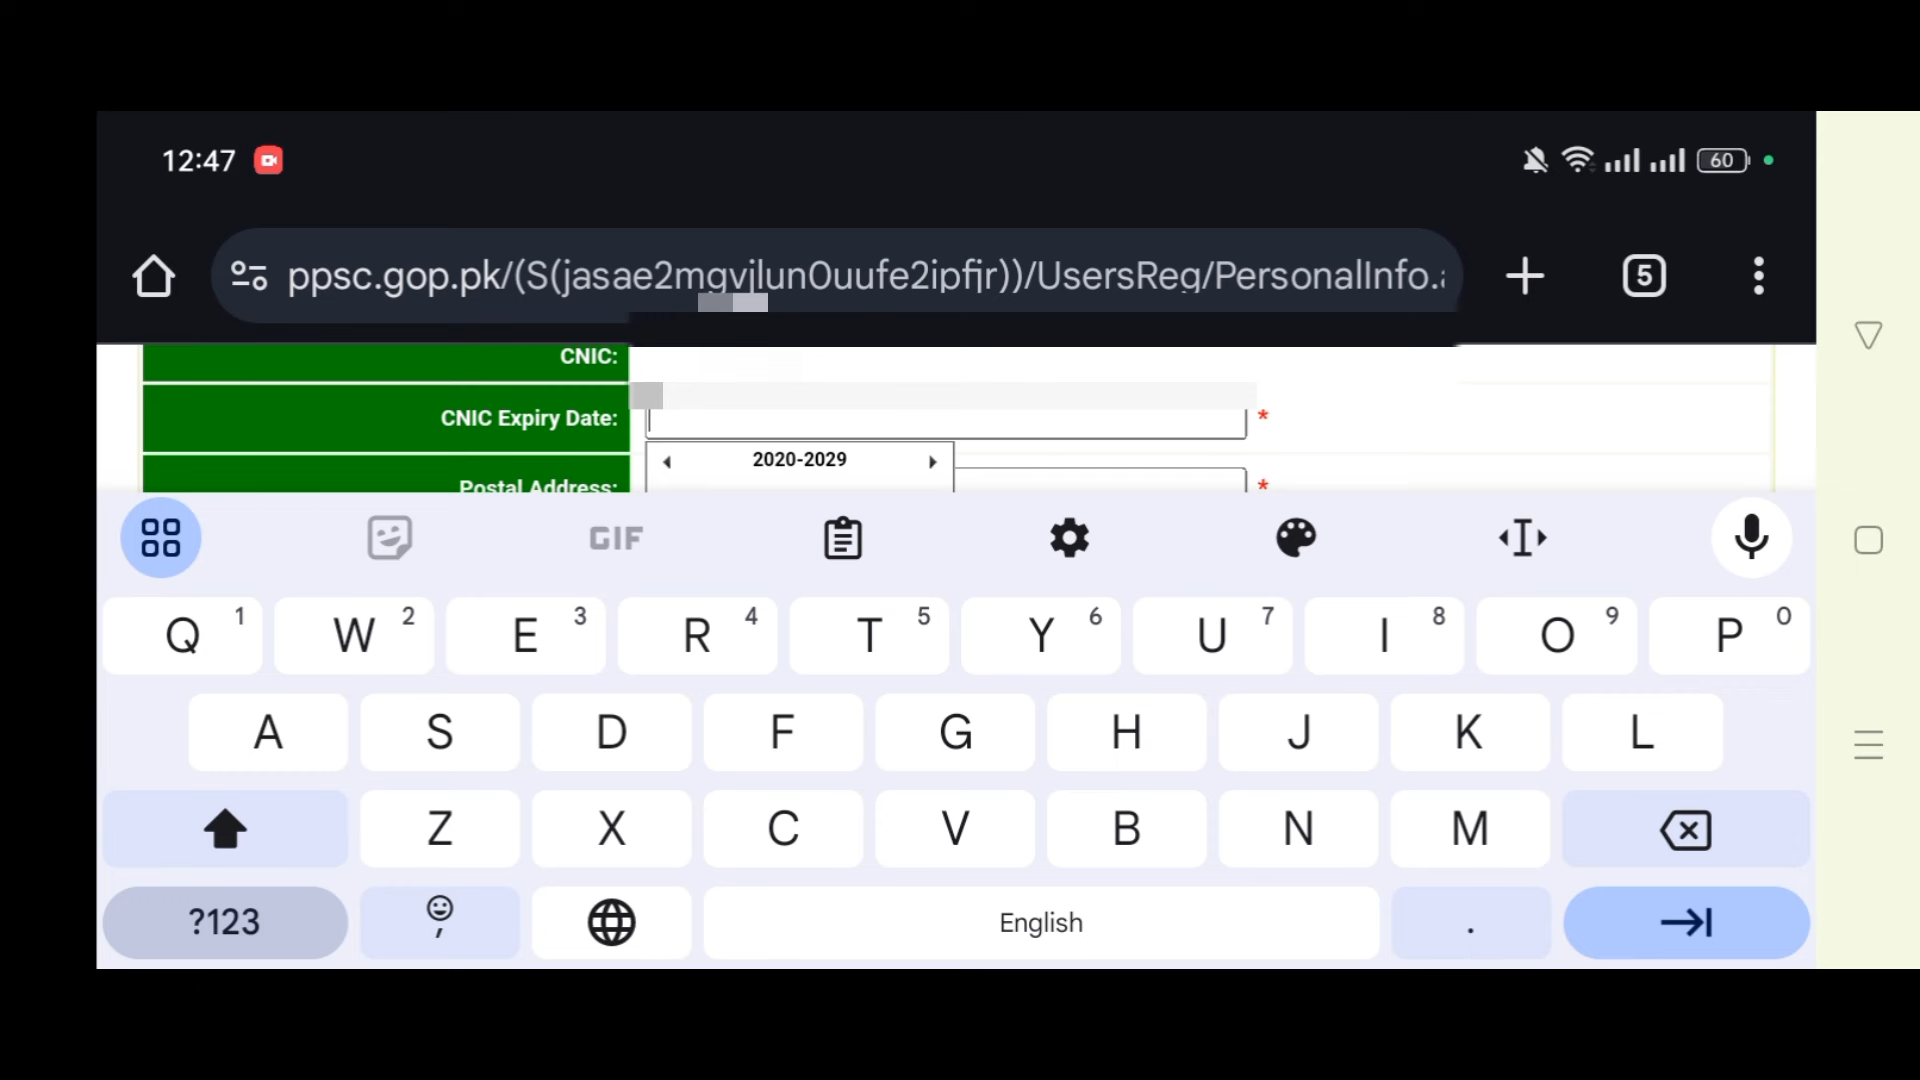 12:47
60
ppsc.gop.pk/(S(jasae2mgvjlun0uufe2ipfjr))/UsersReg/PersonalInfo.a
5
CNIC:
CNIC Expiry Date:
*
2020-2029
Postal Address:
*
GIF
Q 1 W 2 E 3 R 4 T 5 Y 6 U 7 I 8 O 9 P 0
A S D F G H J K L
Z X C V B N M
?123 , English .